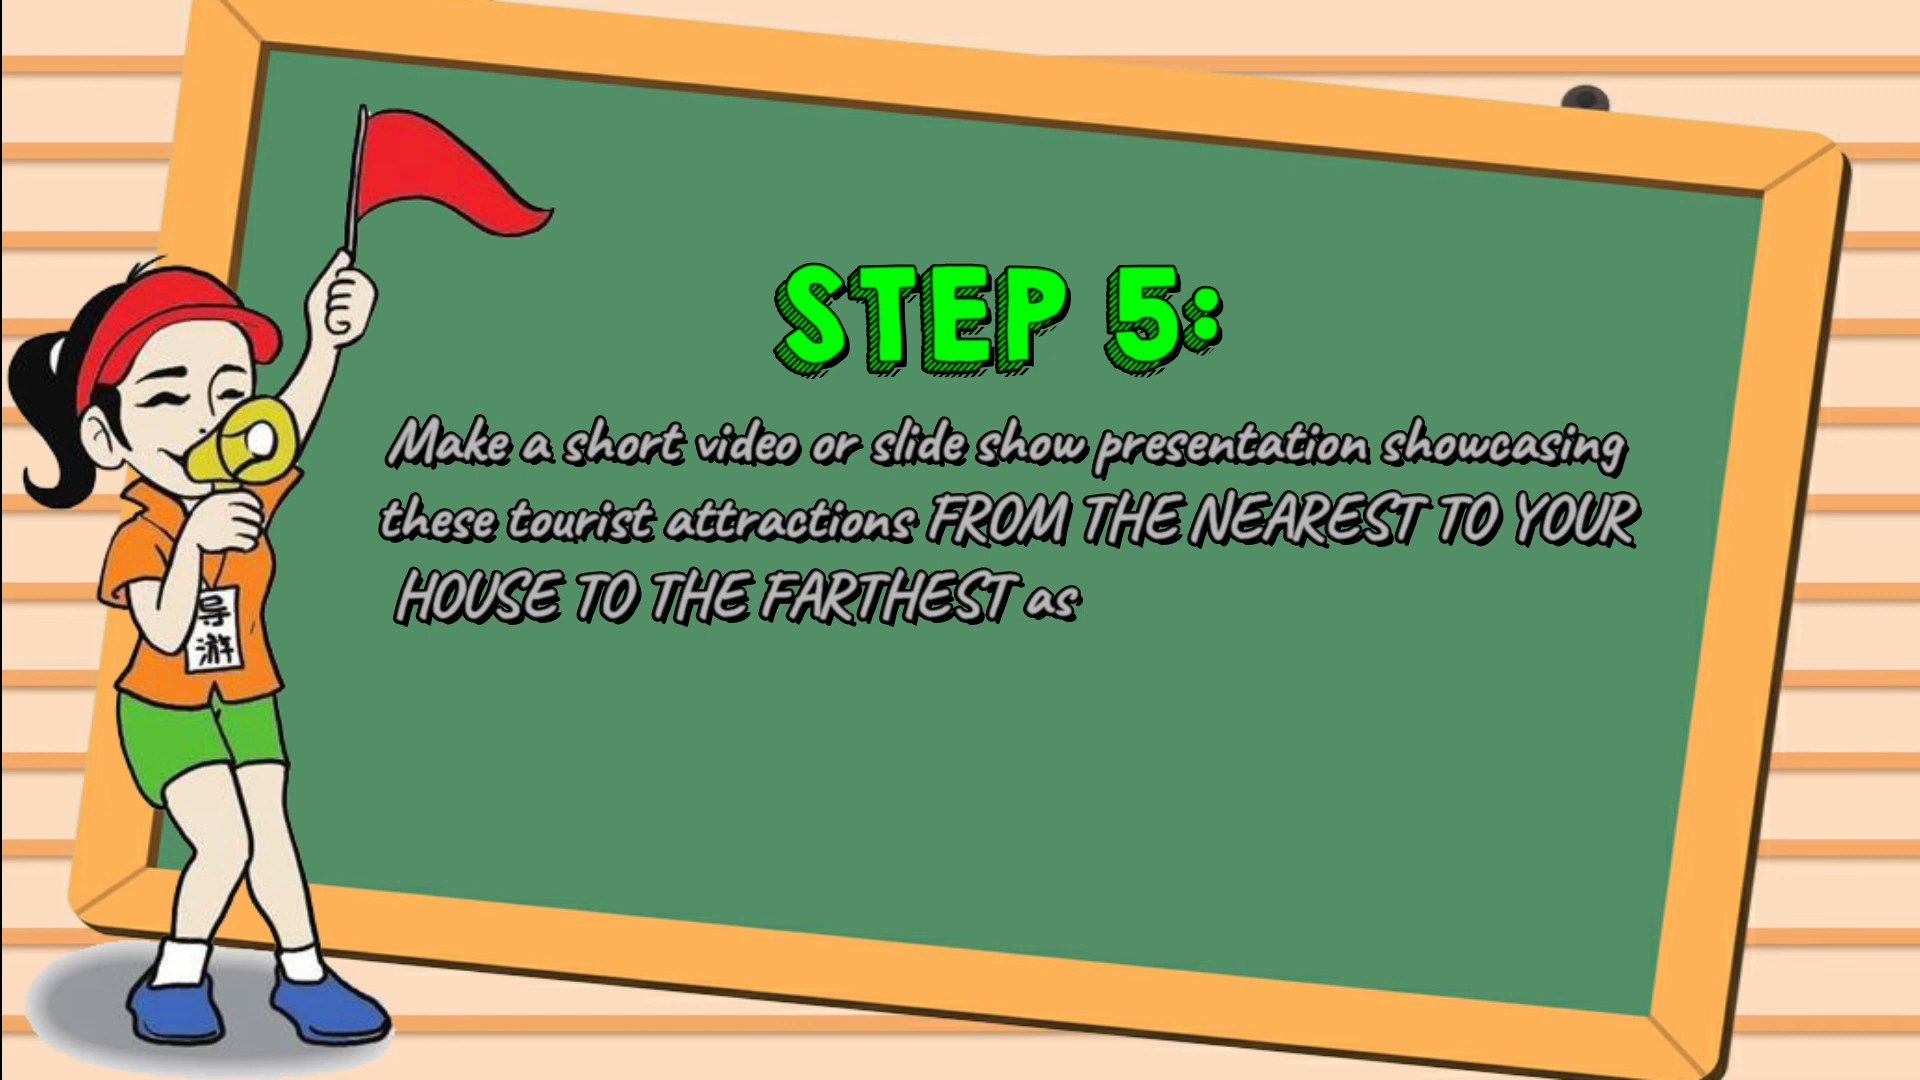 STEP 5:
Make a short video or slide show presentation showcasing
these tourist attractions FROM THE NEAREST TO YOUR
HOUSE TO THE FARTHEST as
导
游